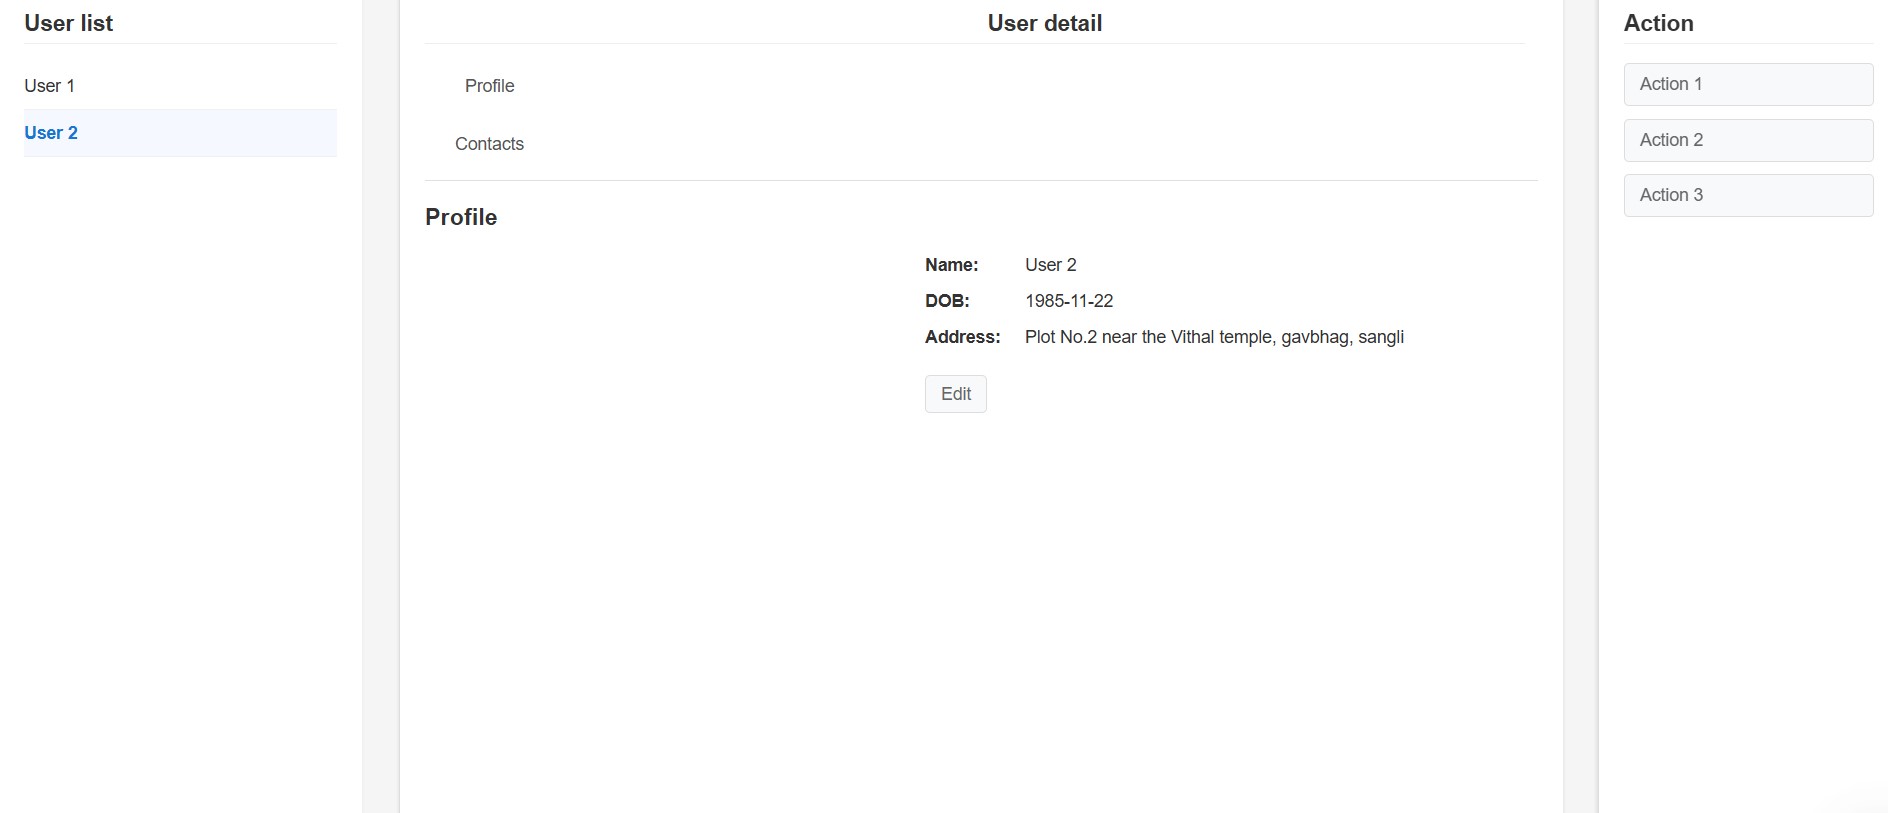 User list
User 1
User 2
User detail
Profile
Contacts
Profile
Name: User 2
DOB: 1985-11-22
Address: Plot No.2 near the Vithal temple, gavbhag, sangli
Edit
Action
Action 1
Action 2
Action 3